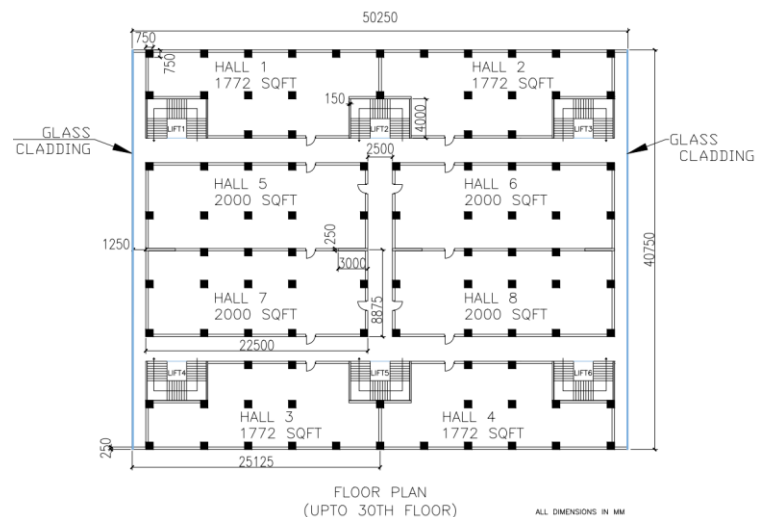 50250
750
750
HALL 1
1772 SQFT
HALL 2
1772 SQFT
150
4000
LIFT1
LIFT2
LIFT3
GLASS
CLADDING
GLASS
CLADDING
2500
HALL 5
2000 SQFT
HALL 6
2000 SQFT
1250
250
3000
40750
HALL 7
2000 SQFT
8875
HALL 8
2000 SQFT
22500
LIFT4
LIFT5
LIFT6
HALL 3
1772 SQFT
HALL 4
1772 SQFT
250
25125
FLOOR PLAN
(UPTO 30TH FLOOR)
ALL DIMENSIONS IN MM